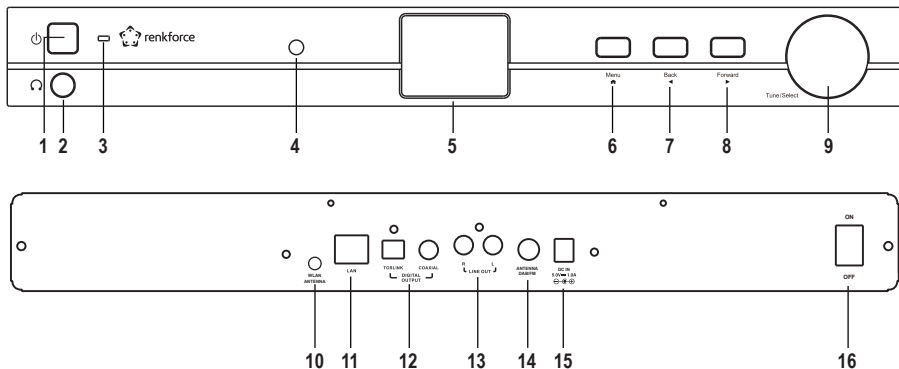 renkforce
Menu
Back
Forward
Tune/Select
1 2 3 4 5 6 7 8 9
ON
TOSLINK COAXIAL
DIGITAL
OUTPUT
R L
LINE OUT
WLAN
ANTENNA
LAN
ANTENNA
DAB/FM
DC IN
5.0V 1.8A
OFF
10 11 12 13 14 15 16